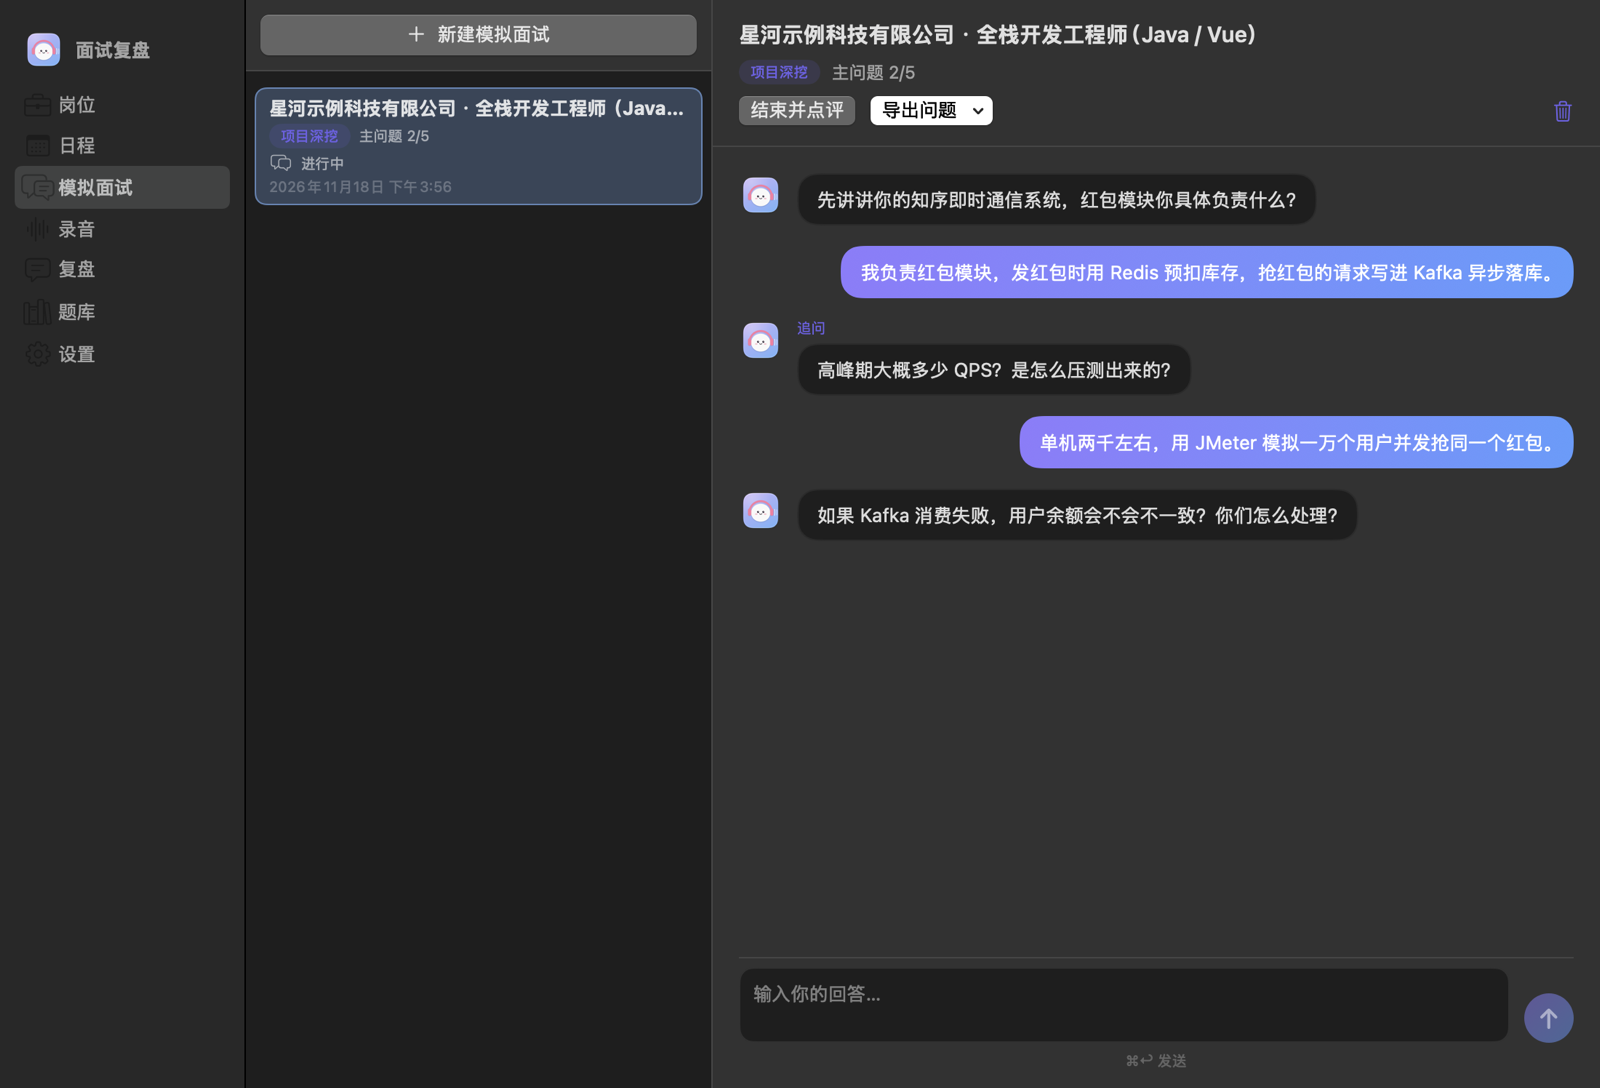 面试复盘
岗位
日程
模拟面试
录音
复盘
题库
设置
新建模拟面试
星河示例科技有限公司 · 全栈开发工程师（Java...
项目深挖 主问题 2/5
进行中
2026年11月18日 下午3:56
星河示例科技有限公司 · 全栈开发工程师（Java / Vue）
项目深挖 主问题 2/5
结束并点评 导出问题
先讲讲你的知序即时通信系统，红包模块你具体负责什么？
我负责红包模块，发红包时用 Redis 预扣库存，抢红包的请求写进 Kafka 异步落库。
追问
高峰期大概多少 QPS？是怎么压测出来的？
单机两千左右，用 JMeter 模拟一万个用户并发抢同一个红包。
如果 Kafka 消费失败，用户余额会不会不一致？你们怎么处理？
输入你的回答...
⌘↩ 发送